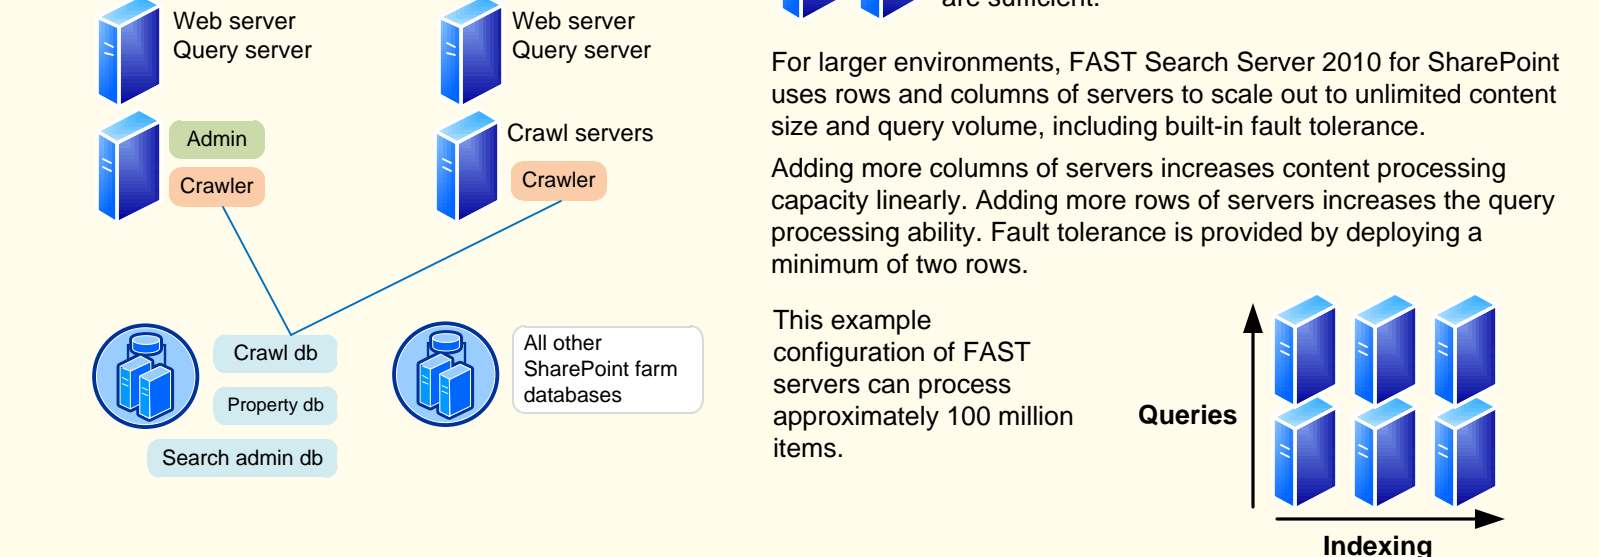 Web server
Query server
Web server
Query server
Admin
Crawler
Crawl servers
Crawler
Crawl db
Property db
Search admin db
All other
SharePoint farm
databases
are sufficient.
For larger environments, FAST Search Server 2010 for SharePoint
uses rows and columns of servers to scale out to unlimited content
size and query volume, including built-in fault tolerance.
Adding more columns of servers increases content processing
capacity linearly. Adding more rows of servers increases the query
processing ability. Fault tolerance is provided by deploying a
minimum of two rows.
This example
configuration of FAST
servers can process
approximately 100 million
items.
Queries
Indexing